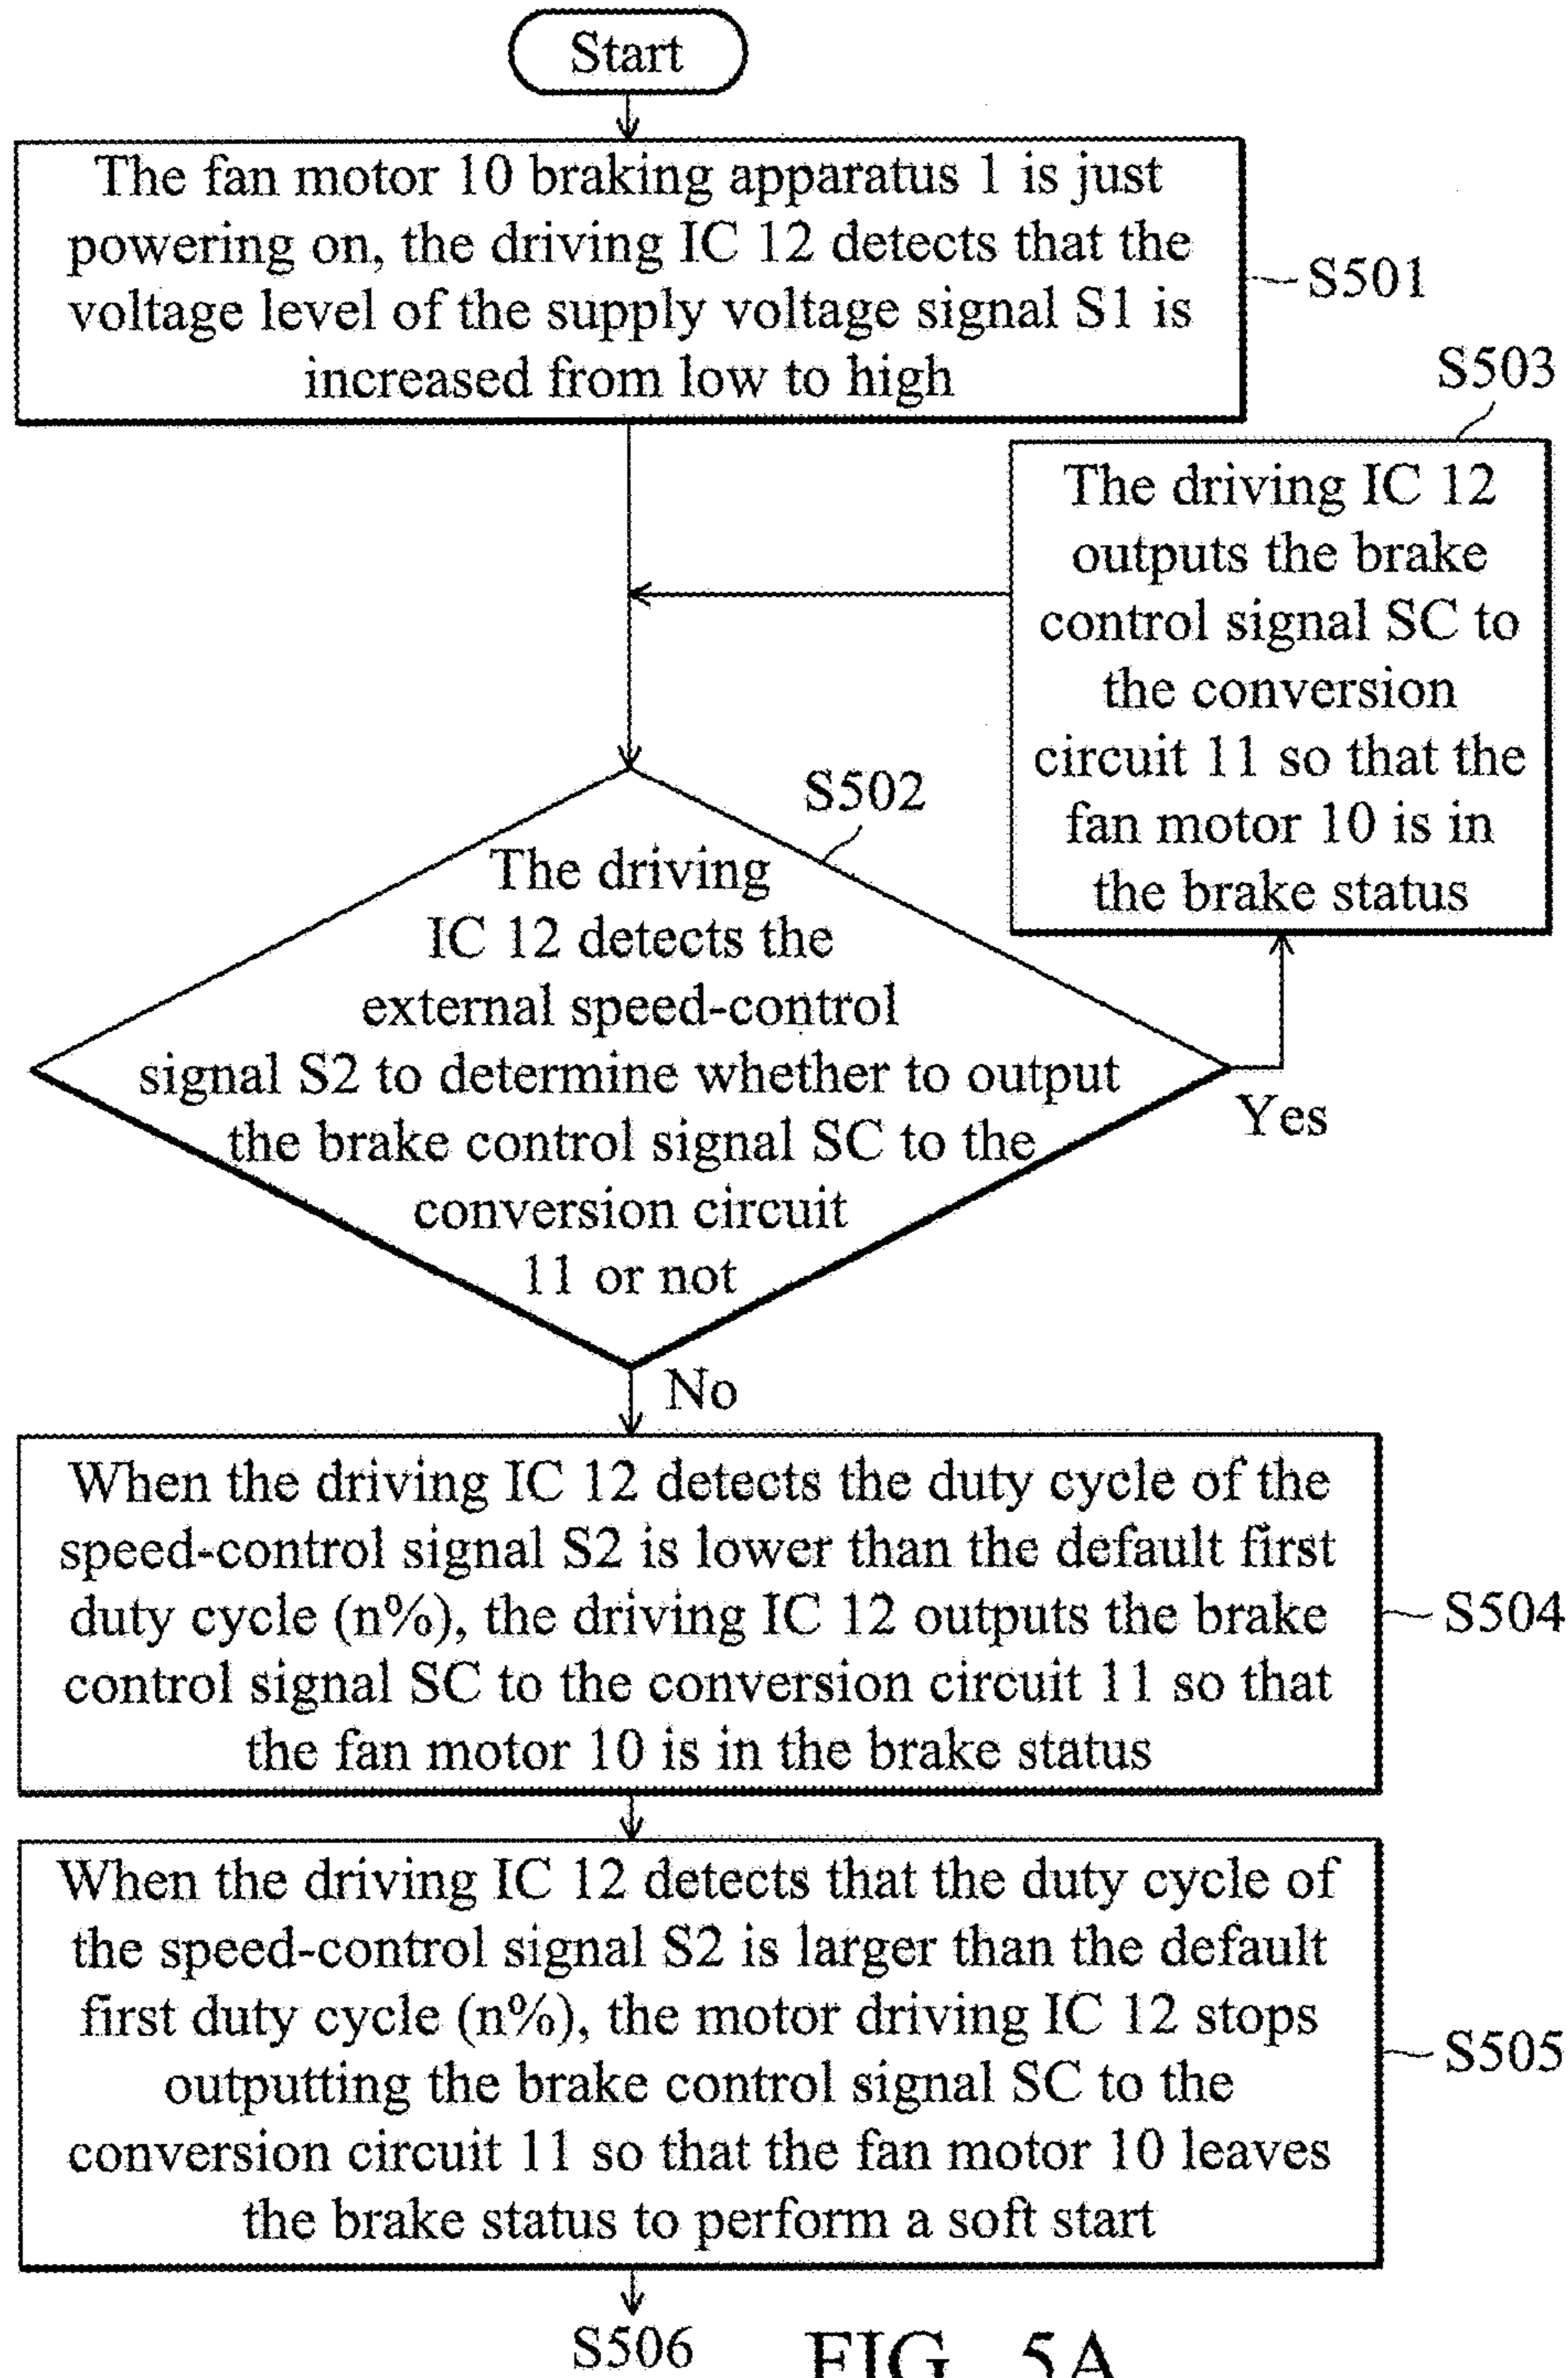 Start
The fan motor 10 braking apparatus 1 is just
powering on, the driving IC 12 detects that the
voltage level of the supply voltage signal S1 is
increased from low to high
S501
S503
The driving IC 12
outputs the brake
control signal SC to
the conversion
circuit 11 so that the
fan motor 10 is in
the brake status
S502
The driving
IC 12 detects the
external speed-control
signal S2 to determine whether to output
the brake control signal SC to the
conversion circuit
11 or not
Yes
No
When the driving IC 12 detects the duty cycle of the
speed-control signal S2 is lower than the default first
duty cycle (n%), the driving IC 12 outputs the brake
control signal SC to the conversion circuit 11 so that
the fan motor 10 is in the brake status
S504
When the driving IC 12 detects that the duty cycle of
the speed-control signal S2 is larger than the default
first duty cycle (n%), the motor driving IC 12 stops
outputting the brake control signal SC to the
conversion circuit 11 so that the fan motor 10 leaves
the brake status to perform a soft start
S505
S506
FIG. 5A